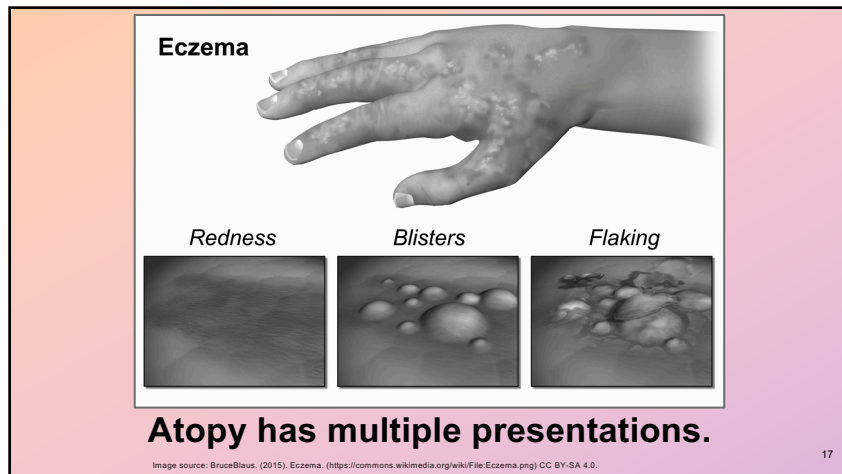 Eczema
Redness
Blisters
Flaking
Atopy has multiple presentations.
17
Image source: BruceBlaus. (2015). Eczema. (https://commons.wikimedia.org/wiki/File:Eczema.png) CC BY-SA 4.0.